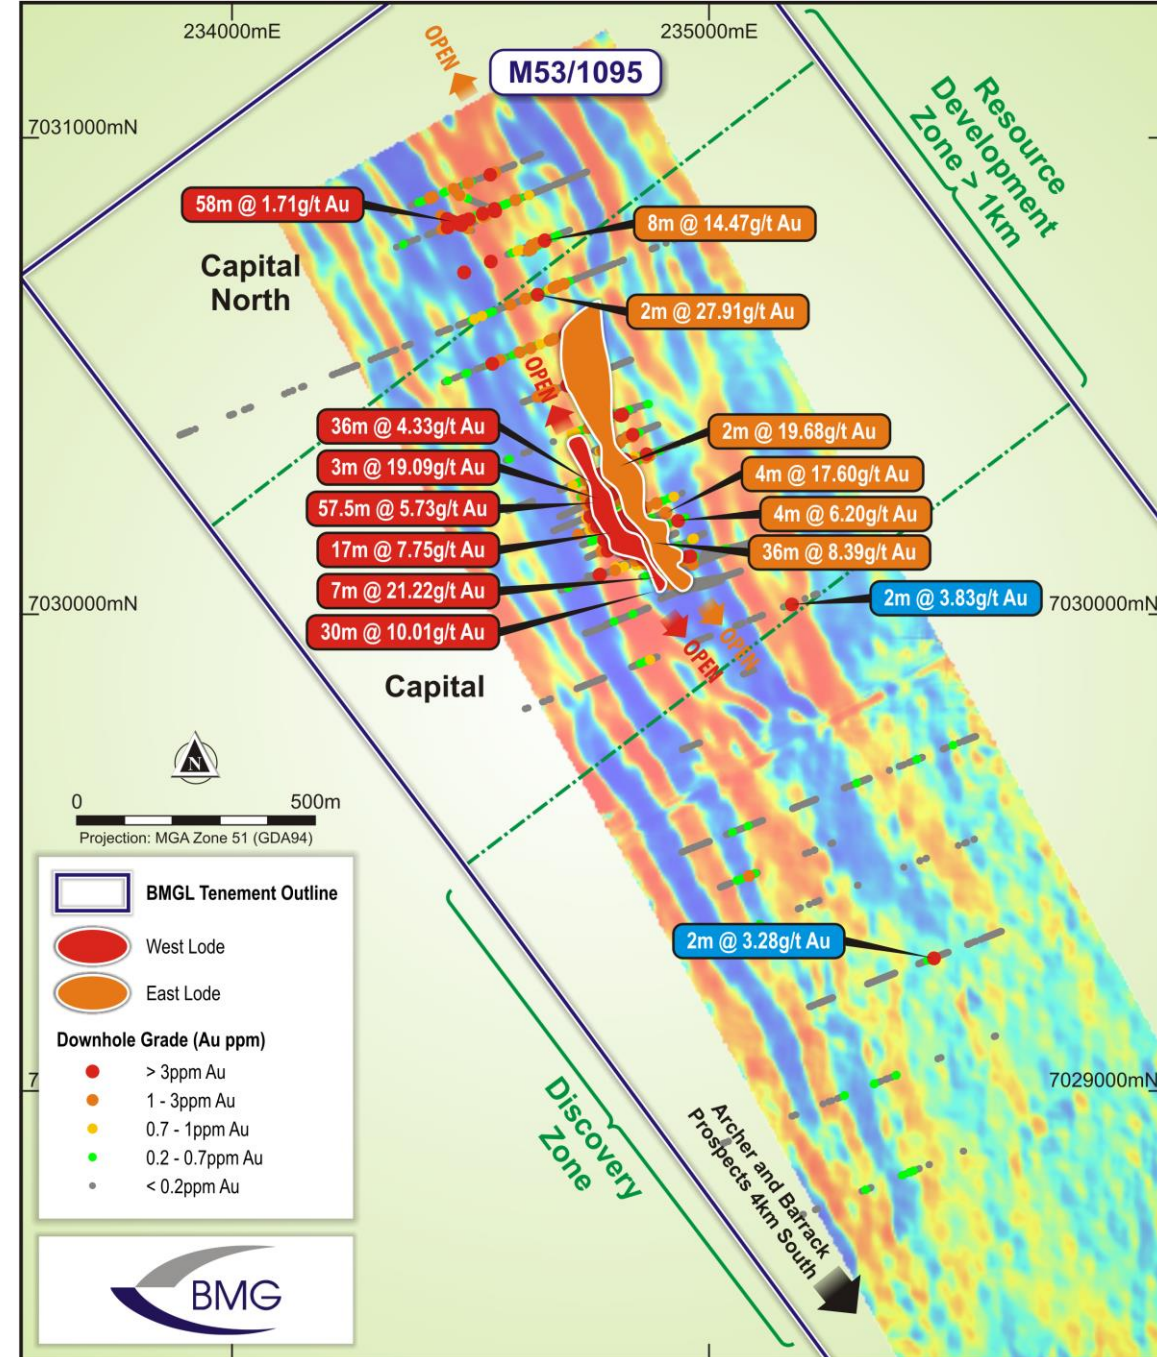 234000mE
235000mE
OPEN
M53/1095
7031000mN
Resource
Development
Zone > 1km
58m @ 1.71g/t Au
8m @ 14.47g/t Au
Capital
North
2m @ 27.91g/t Au
OPEN
36m @ 4.33g/t Au
2m @ 19.68g/t Au
3m @ 19.09g/t Au
4m @ 17.60g/t Au
57.5m @ 5.73g/t Au
4m @ 6.20g/t Au
17m @ 7.75g/t Au
36m @ 8.39g/t Au
7m @ 21.22g/t Au
2m @ 3.83g/t Au
7030000mN
7030000mN
30m @ 10.01g/t Au
OPEN
OPEN
Capital
N
0 500m
Projection: MGA Zone 51 (GDA94)
BMGL Tenement Outline
West Lode
East Lode
2m @ 3.28g/t Au
Downhole Grade (Au ppm)
> 3ppm Au
1 - 3ppm Au
0.7 - 1ppm Au
0.2 - 0.7ppm Au
< 0.2ppm Au
7
7029000mN
Discovery
Zone
Archer and Barrack
Prospects 4km South
BMG